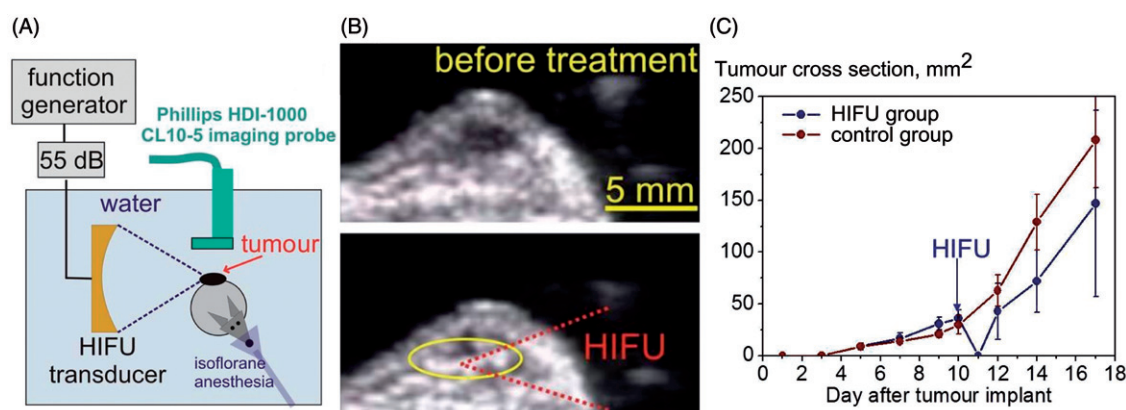 (A)
function
generator
55 dB
Phillips HDI-1000
CL10-5 imaging probe
water
tumour
HIFU
transducer
isoflorane
anesthesia
(B)
before treatment
5 mm
HIFU
(C)
Tumour cross section, mm²
250
200
150
100
50
0
HIFU group
control group
HIFU
0 2 4 6 8 10 12 14 16 18
Day after tumour implant